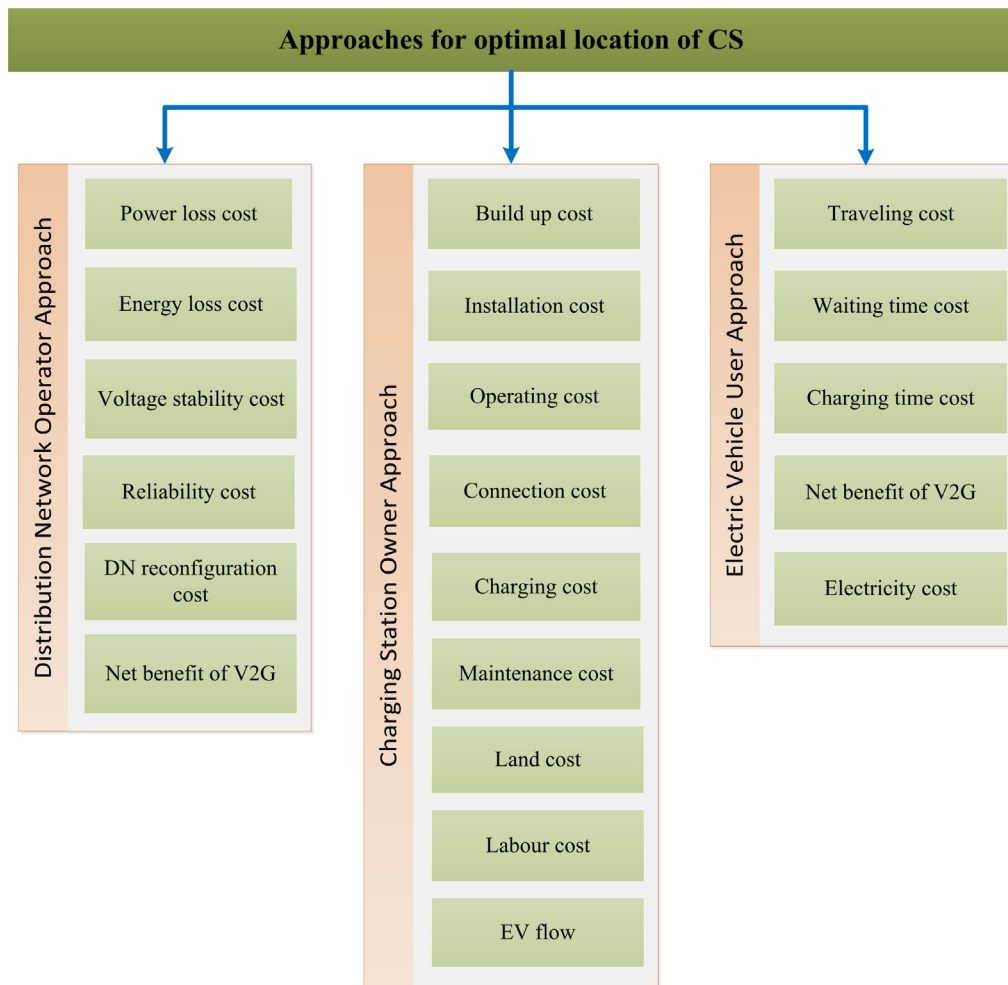 Approaches for optimal location of CS
Distribution Network Operator Approach
Power loss cost
Energy loss cost
Voltage stability cost
Reliability cost
DN reconfiguration
cost
Net benefit of V2G
Charging Station Owner Approach
Build up cost
Installation cost
Operating cost
Connection cost
Charging cost
Maintenance cost
Land cost
Labour cost
EV flow
Electric Vehicle User Approach
Traveling cost
Waiting time cost
Charging time cost
Net benefit of V2G
Electricity cost